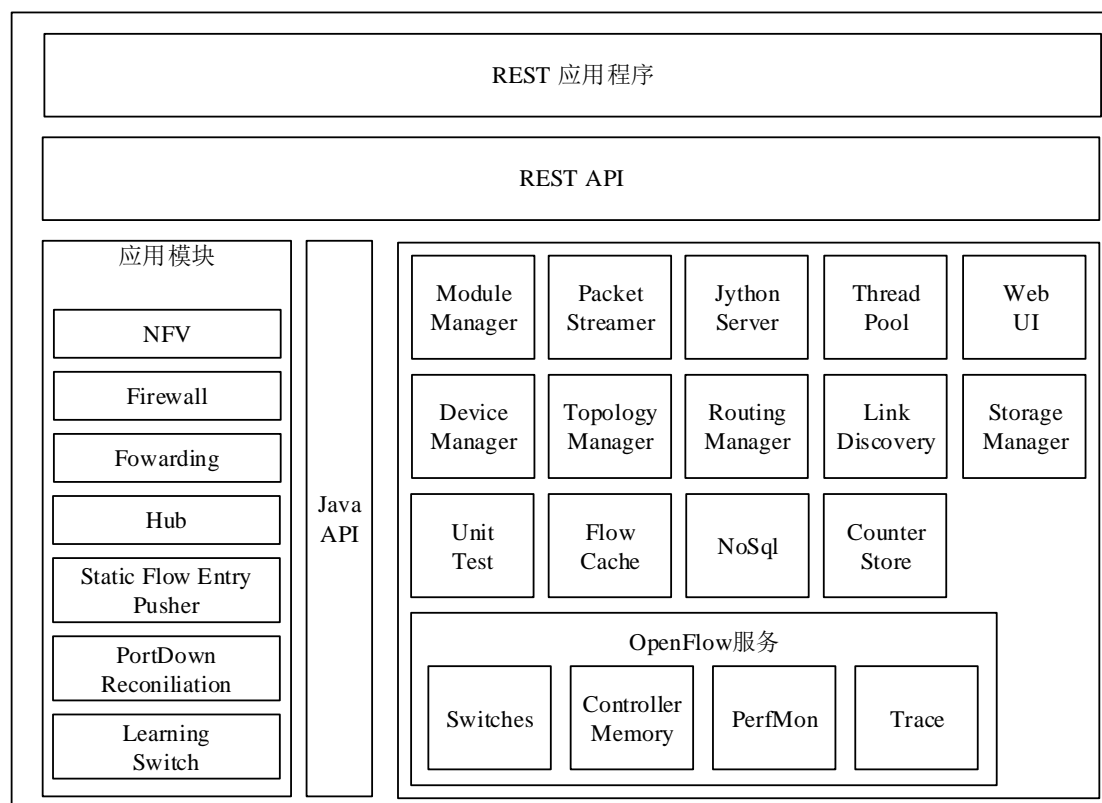 REST 应用程序
REST API
应用模块
NFV
Firewall
Fowarding
Hub
Static Flow Entry
Pusher
PortDown
Reconiliation
Learning
Switch
Java
API
Module
Manager
Packet
Streamer
Jython
Server
Thread
Pool
Web
UI
Device
Manager
Topology
Manager
Routing
Manager
Link
Discovery
Storage
Manager
Unit
Test
Flow
Cache
NoSql
Counter
Store
OpenFlow服务
Switches
Controller
Memory
PerfMon
Trace